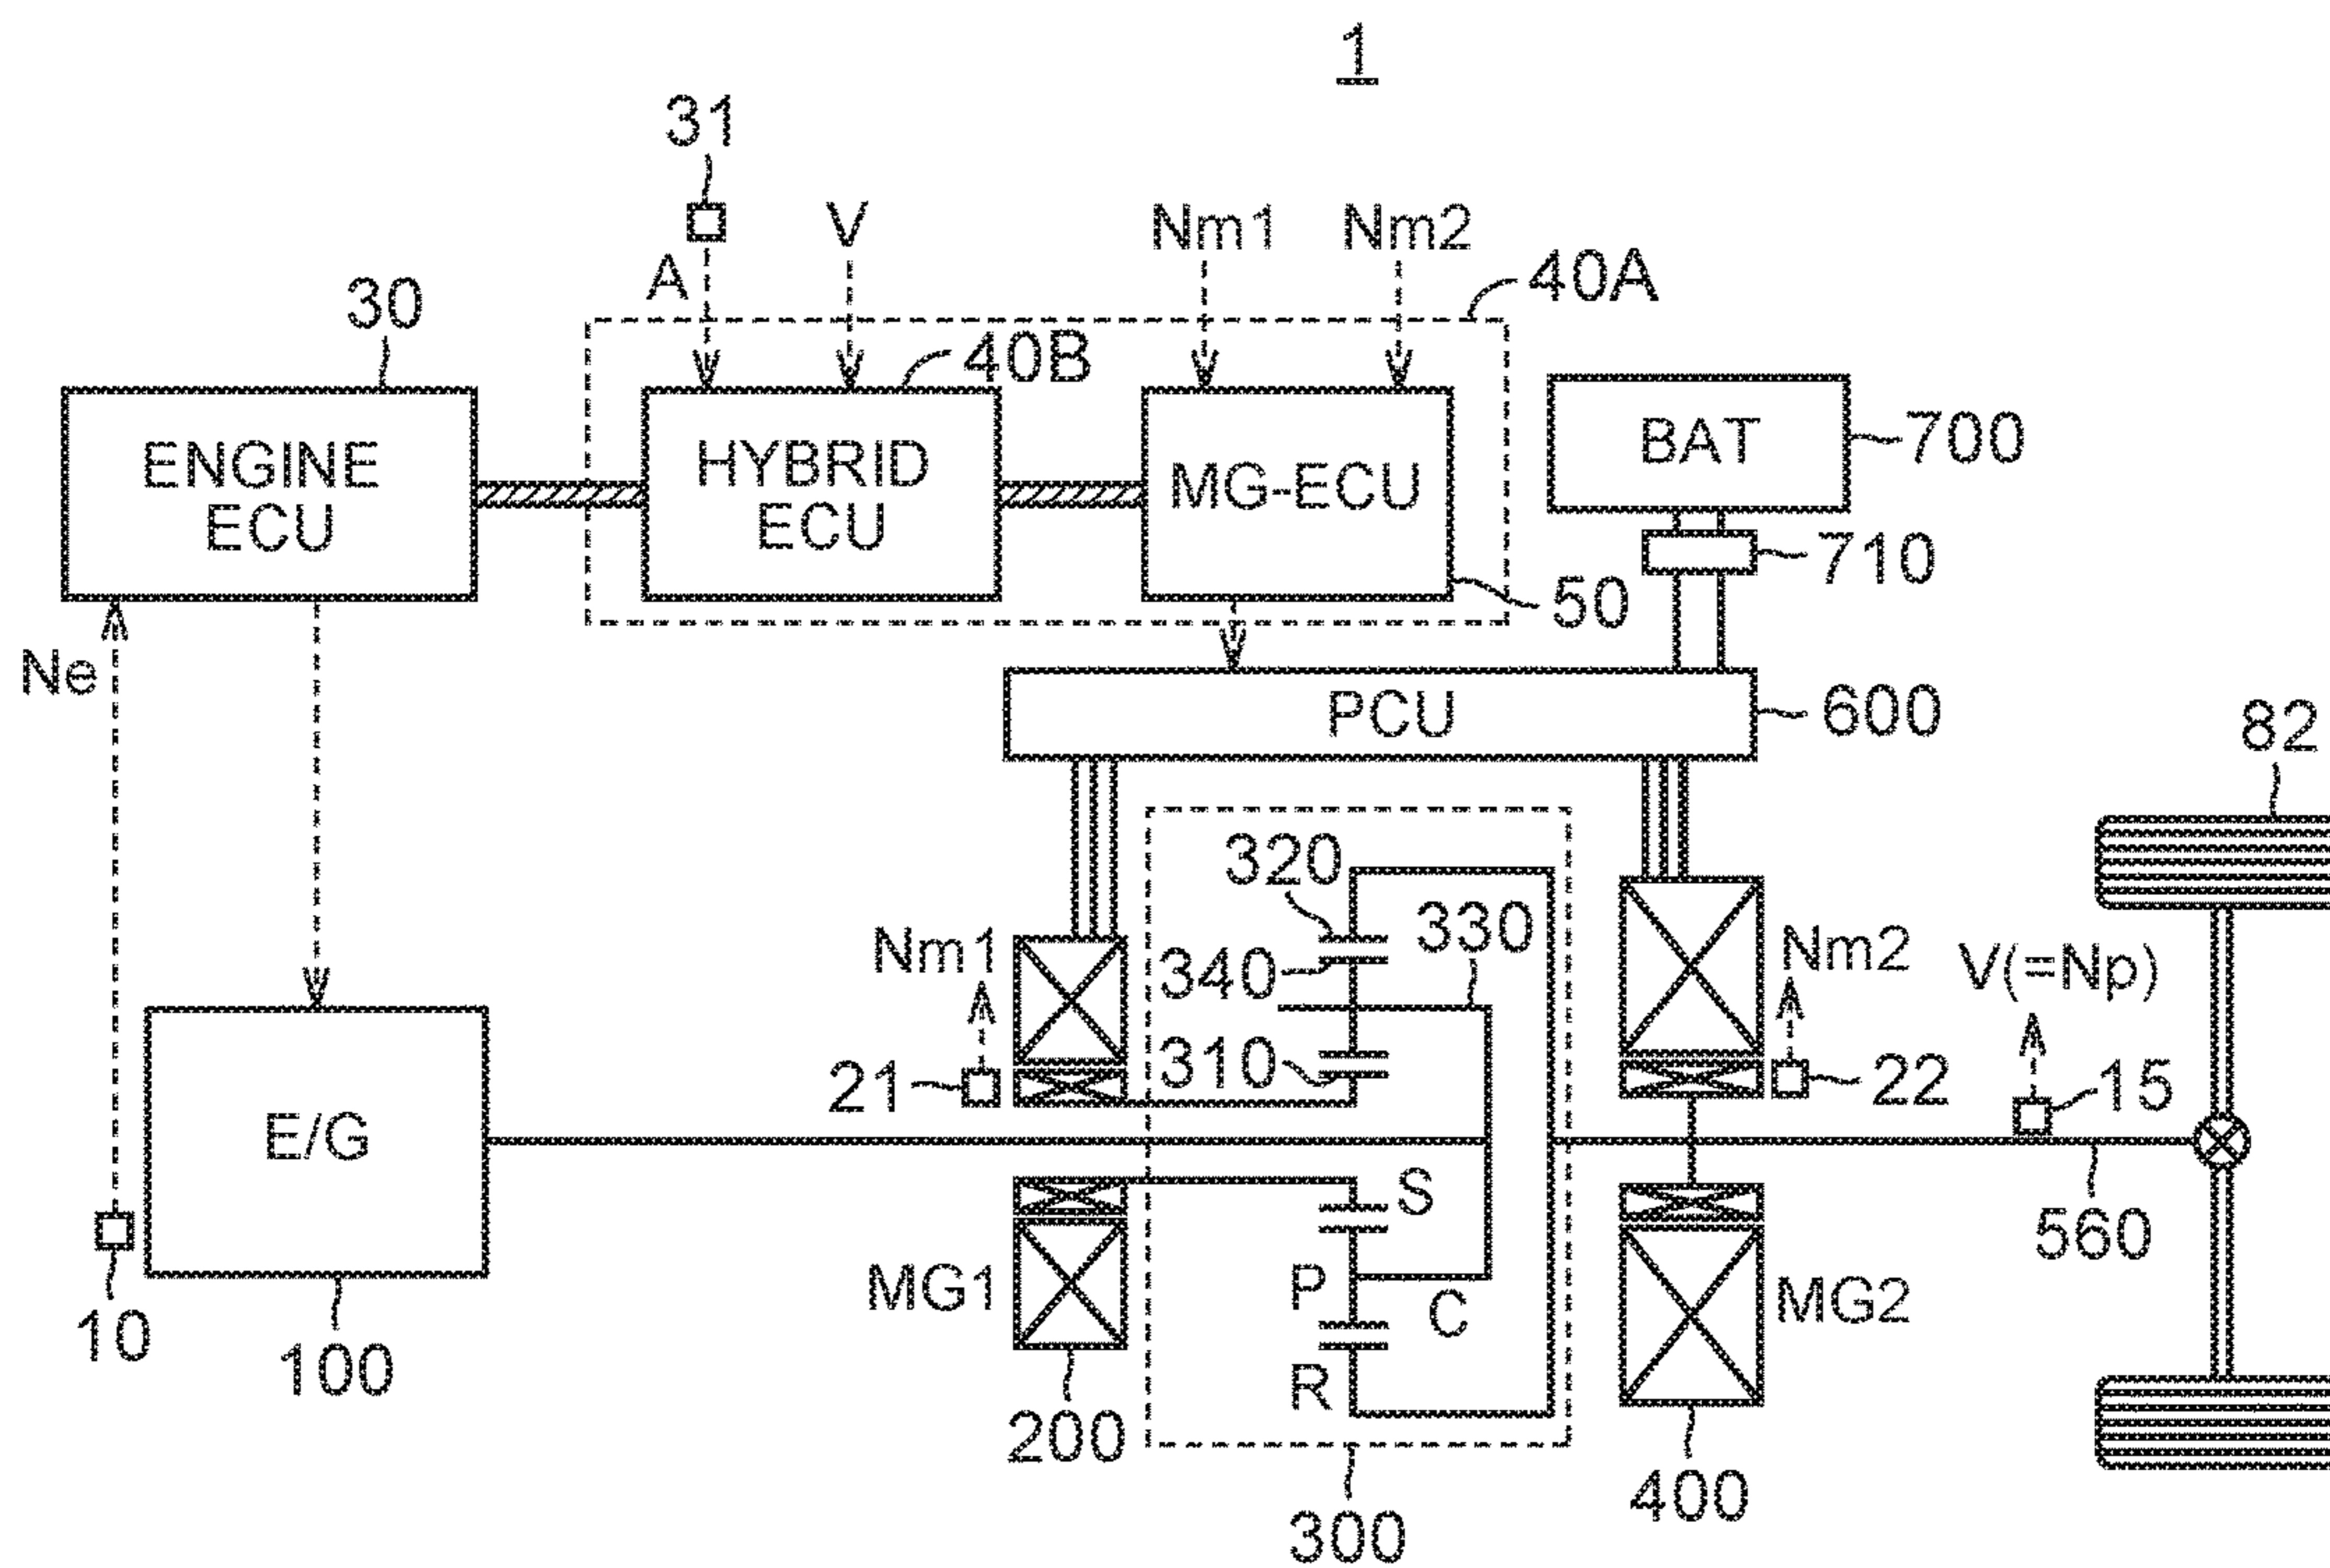 1
31
V
Nm1
Nm2
A
40A
30
40B
ENGINE
ECU
HYBRID
ECU
MG-ECU
BAT
700
710
50
Ne
PCU
600
82
320
330
Nm1
340
Nm2
V(=Np)
310
21
22
15
E/G
S
560
MG1
P
C
MG2
10
100
R
200
400
300